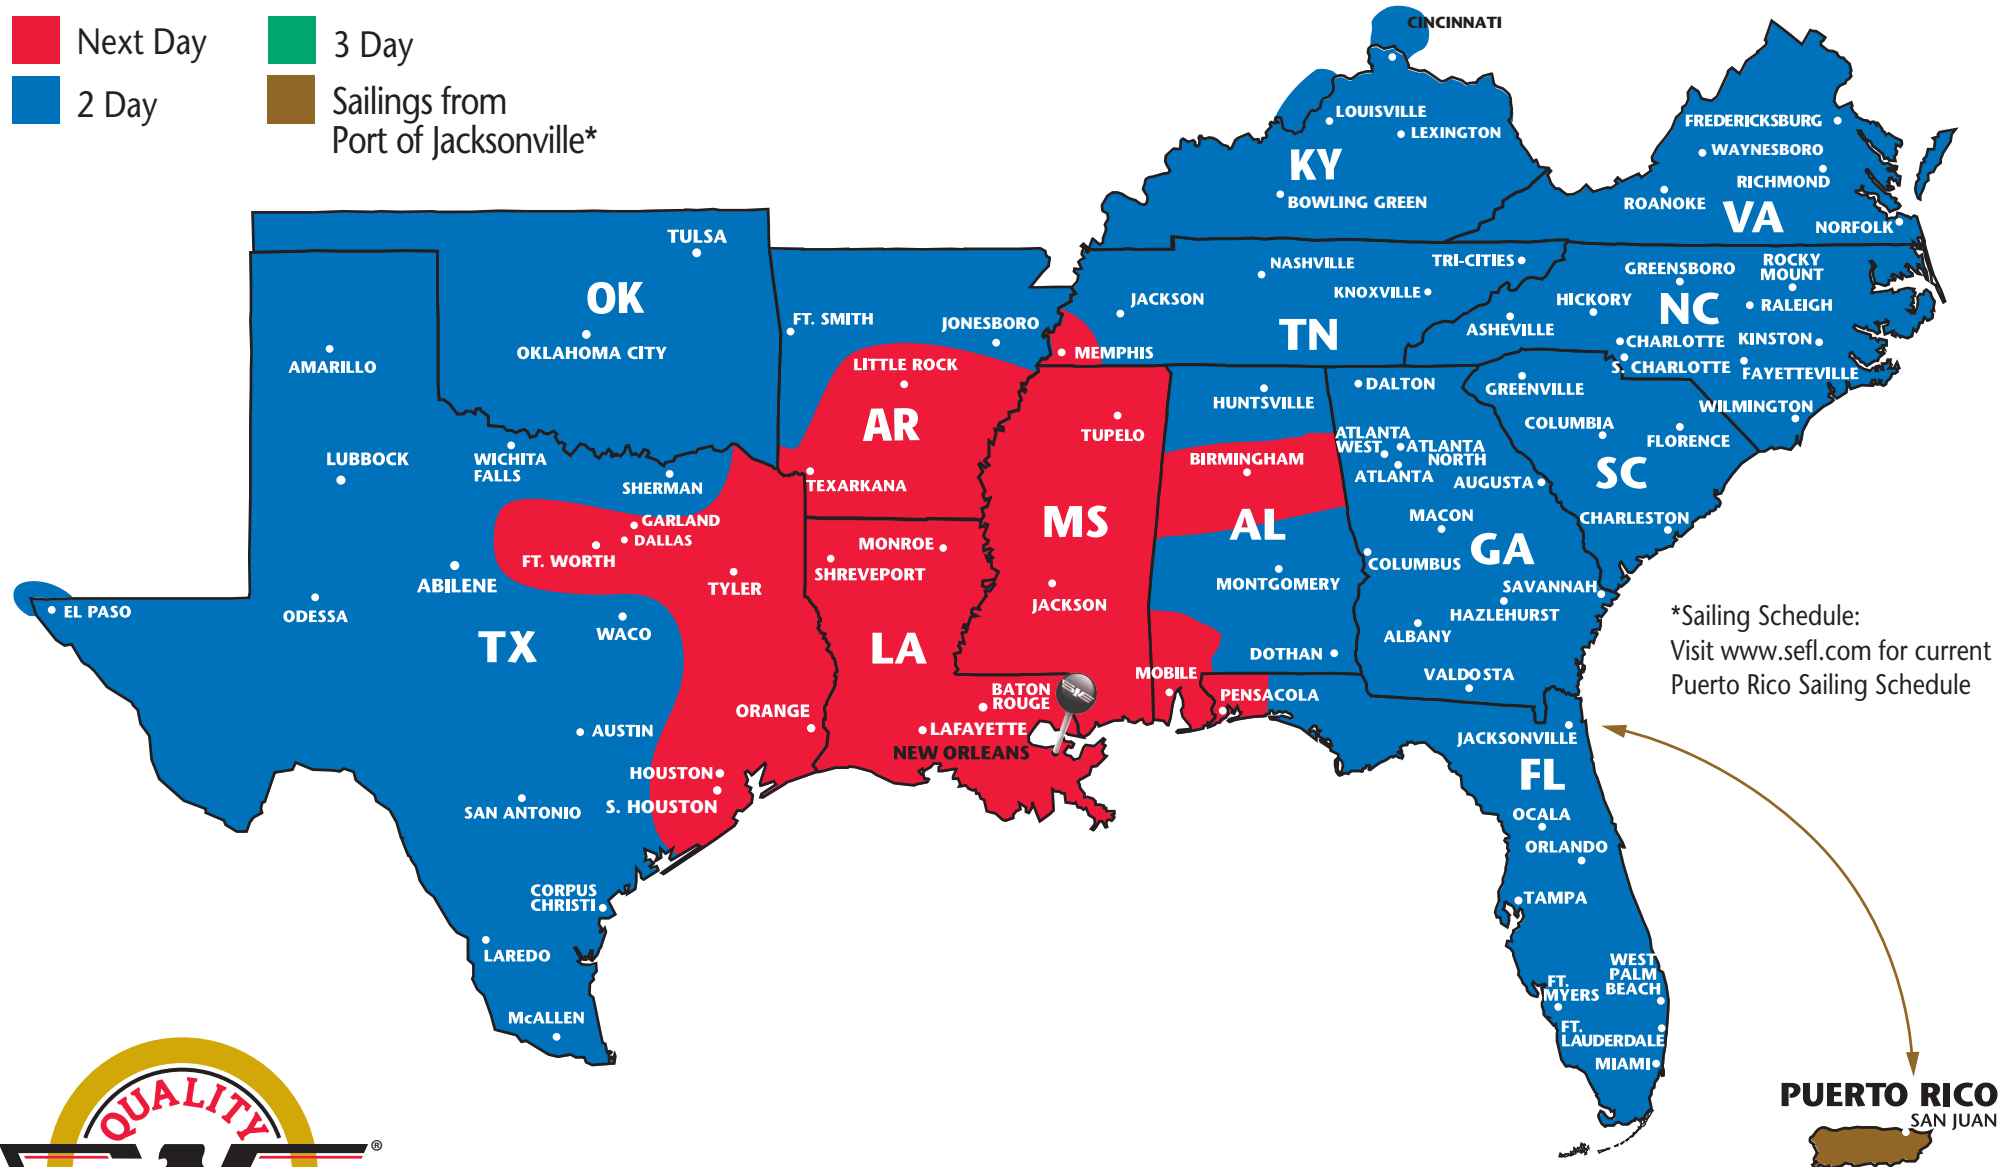 Next Day
2 Day
3 Day
Sailings from
Port of Jacksonville*
CINCINNATI
LOUISVILLE
LEXINGTON
KY
BOWLING GREEN
FREDERICKSBURG
WAYNESBORO
RICHMOND
ROANOKE
VA
NORFOLK
TULSA
OK
OKLAHOMA CITY
FT. SMITH
JONESBORO
LITTLE ROCK
AR
TEXARKANA
NASHVILLE
TRI-CITIES
KNOXVILLE
JACKSON
TN
MEMPHIS
GREENSBORO
ROCKY
MOUNT
HICKORY
NC
RALEIGH
ASHEVILLE
CHARLOTTE
KINSTON
S. CHARLOTTE
FAYETTEVILLE
WILMINGTON
GREENVILLE
COLUMBIA
FLORENCE
SC
CHARLESTON
AMARILLO
LUBBOCK
WICHITA
FALLS
SHERMAN
GARLAND
DALLAS
FT. WORTH
TYLER
ABILENE
EL PASO
ODESSA
WACO
TX
AUSTIN
ORANGE
HOUSTON
S. HOUSTON
SAN ANTONIO
CORPUS
CHRISTI
LAREDO
McALLEN
MONROE
SHREVEPORT
LA
BATON
ROUGE
LAFAYETTE
NEW ORLEANS
TUPELO
MS
JACKSON
HUNTSVILLE
BIRMINGHAM
AL
MONTGOMERY
DOTHAN
MOBILE
PENSACOLA
DALTON
ATLANTA
WEST
ATLANTA
NORTH
ATLANTA
AUGUSTA
MACON
GA
COLUMBUS
SAVANNAH
HAZLEHURST
ALBANY
VALDOSTA
JACKSONVILLE
FL
OCALA
ORLANDO
TAMPA
WEST
PALM
BEACH
FT.
MYERS
FT.
LAUDERDALE
MIAMI
*Sailing Schedule:
Visit www.sefl.com for current
Puerto Rico Sailing Schedule
PUERTO RICO
SAN JUAN
QUALITY
®